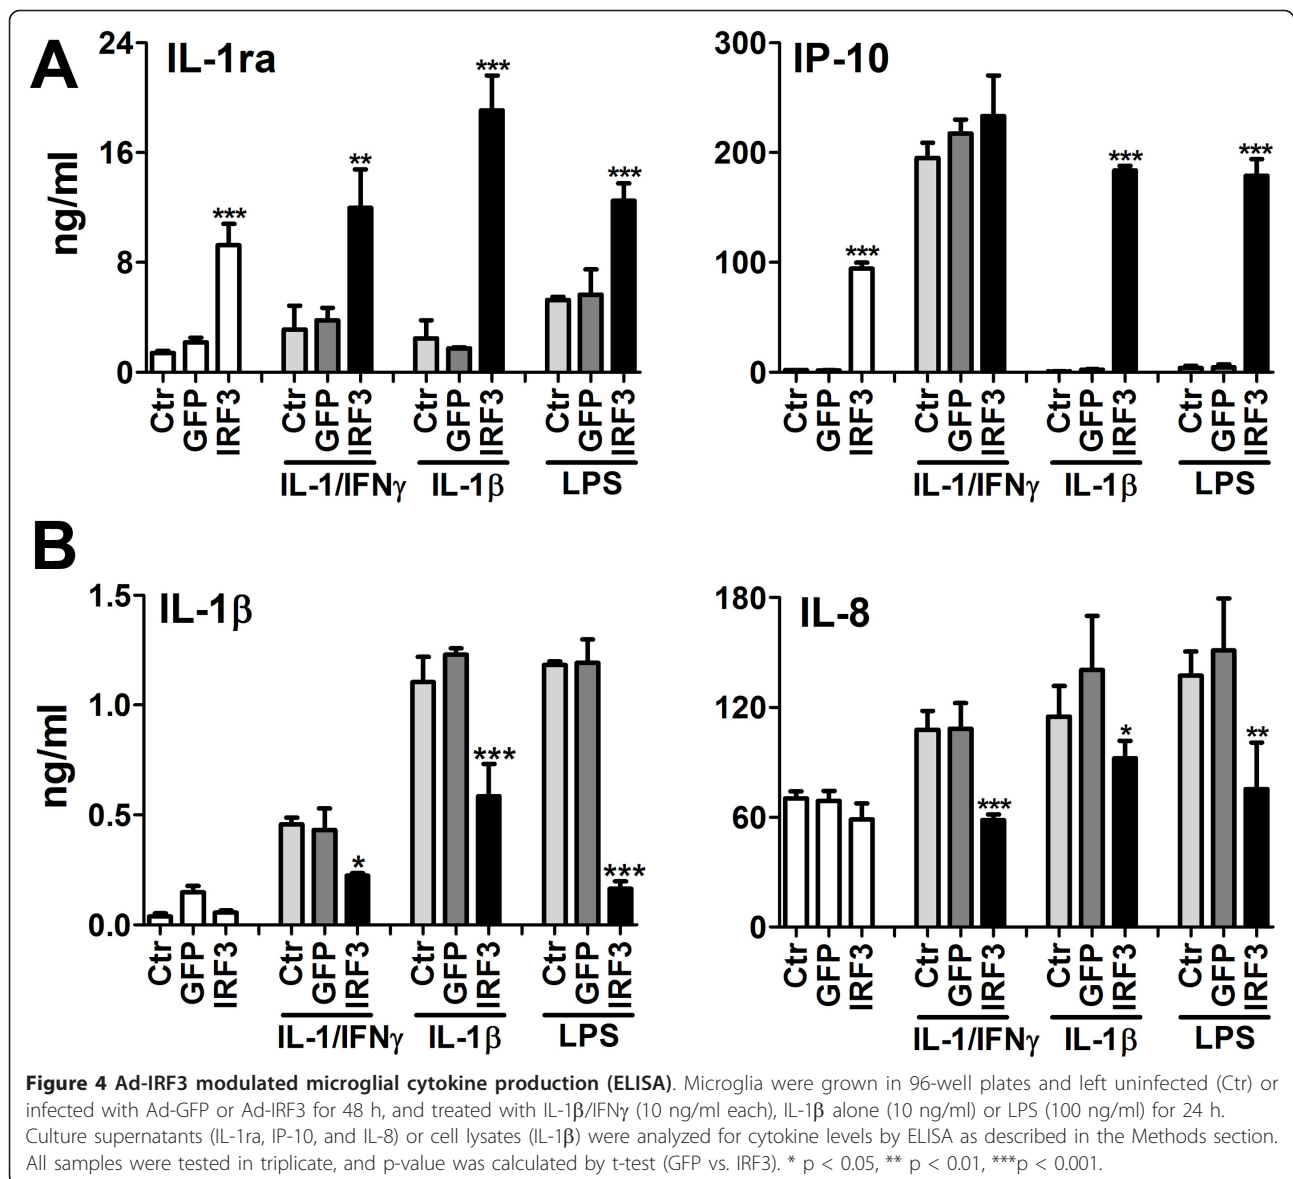 A
IL-1ra
24
16
8
0
ng/ml
***
**
***
***
Ctr GFP IRF3 Ctr GFP IRF3 Ctr GFP IRF3 Ctr GFP IRF3
IL-1/IFNγ IL-1β LPS
IP-10
300
200
100
0
***
***
***
Ctr GFP IRF3 Ctr GFP IRF3 Ctr GFP IRF3 Ctr GFP IRF3
IL-1/IFNγ IL-1β LPS
B
IL-1β
1.5
1.0
0.5
0.0
ng/ml
*
***
***
Ctr GFP IRF3 Ctr GFP IRF3 Ctr GFP IRF3 Ctr GFP IRF3
IL-1/IFNγ IL-1β LPS
IL-8
180
120
60
0
***
*
**
Ctr GFP IRF3 Ctr GFP IRF3 Ctr GFP IRF3 Ctr GFP IRF3
IL-1/IFNγ IL-1β LPS
Figure 4 Ad-IRF3 modulated microglial cytokine production (ELISA). Microglia were grown in 96-well plates and left uninfected (Ctr) or
infected with Ad-GFP or Ad-IRF3 for 48 h, and treated with IL-1β/IFNγ (10 ng/ml each), IL-1β alone (10 ng/ml) or LPS (100 ng/ml) for 24 h.
Culture supernatants (IL-1ra, IP-10, and IL-8) or cell lysates (IL-1β) were analyzed for cytokine levels by ELISA as described in the Methods section.
All samples were tested in triplicate, and p-value was calculated by t-test (GFP vs. IRF3). * p < 0.05, ** p < 0.01, ***p < 0.001.